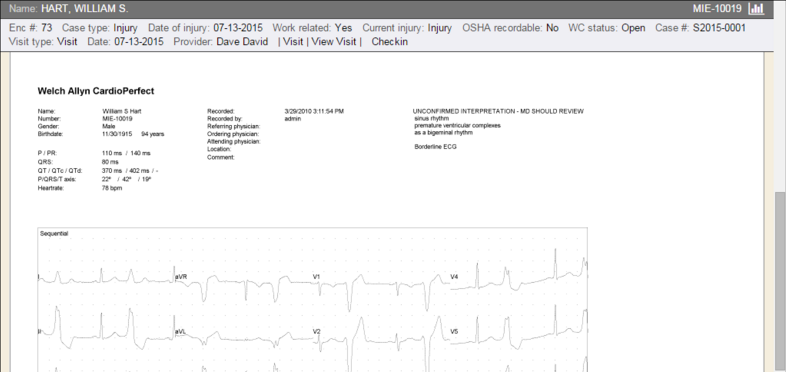 Name: HART, WILLIAM S. MIE-10019
Enc #: 73 Case type: Injury Date of injury: 07-13-2015 Work related: Yes Current injury: Injury OSHA recordable: No WC status: Open Case #: S2015-0001
Visit type: Visit Date: 07-13-2015 Provider: Dave David | Visit | View Visit | Checkin
Welch Allyn CardioPerfect
Name: William S Hart Recorded: 3/29/2010 3:11:54 PM UNCONFIRMED INTERPRETATION - MD SHOULD REVIEW
Number: MIE-10019 Recorded by: admin sinus rhythm
Gender: Male Referring physician: premature ventricular complexes
Birthdate: 11/30/1915 94 years Ordering physician: as a bigeminal rhythm
Attending physician:
Location: Borderline ECG
P / PR: 110 ms / 140 ms Comment:
QRS: 80 ms
QT / QTc / QTd: 370 ms / 402 ms / -
P/QRS/T axis: 22° / 42° / 19°
Heartrate: 78 bpm
Sequential
I aVR V1 V4
II aVL V2 V5